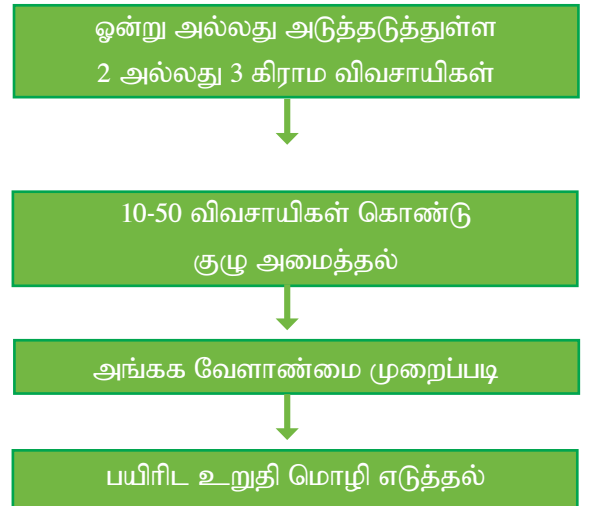 ஓன்று அல்லது அடுத்தடுத்துள்ள
2 அல்லது 3 கிராம விவசாயிகள்
10-50 விவசாயிகள் கொண்டு
குழு அமைத்தல்
அங்கக வேளாண்மை முறைப்படி
பயிரிட உறுதி மொழி எடுத்தல்